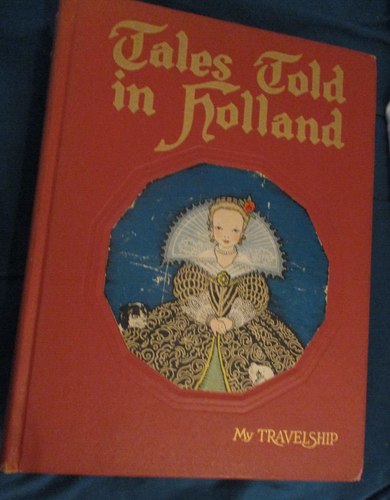 Tales Told
in Holland
My TRAVELSHIP